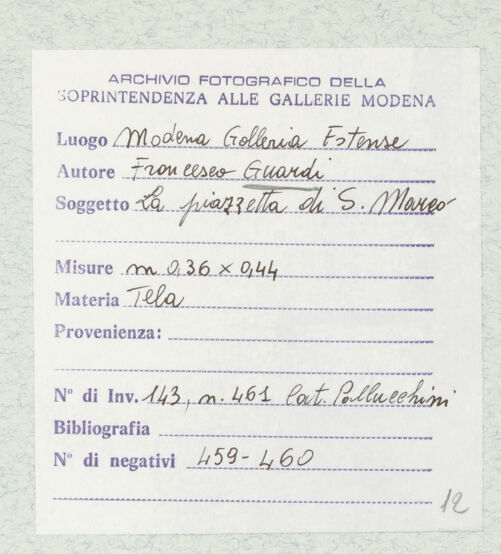 ARCHIVIO FOTOGRAFICO DELLA
SOPRINTENDENZA ALLE GALLERIE MODENA
Luogo Modena Galleria Estense
Autore Francesco Guardi
Soggetto La piazzetta di S. Marco
Misure m 0,36 x 0,44
Materia Tela
Provenienza:
N° di Inv. 143, n. 461 Cat. Pallucchini
Bibliografia
N° di negativi 459-460
12